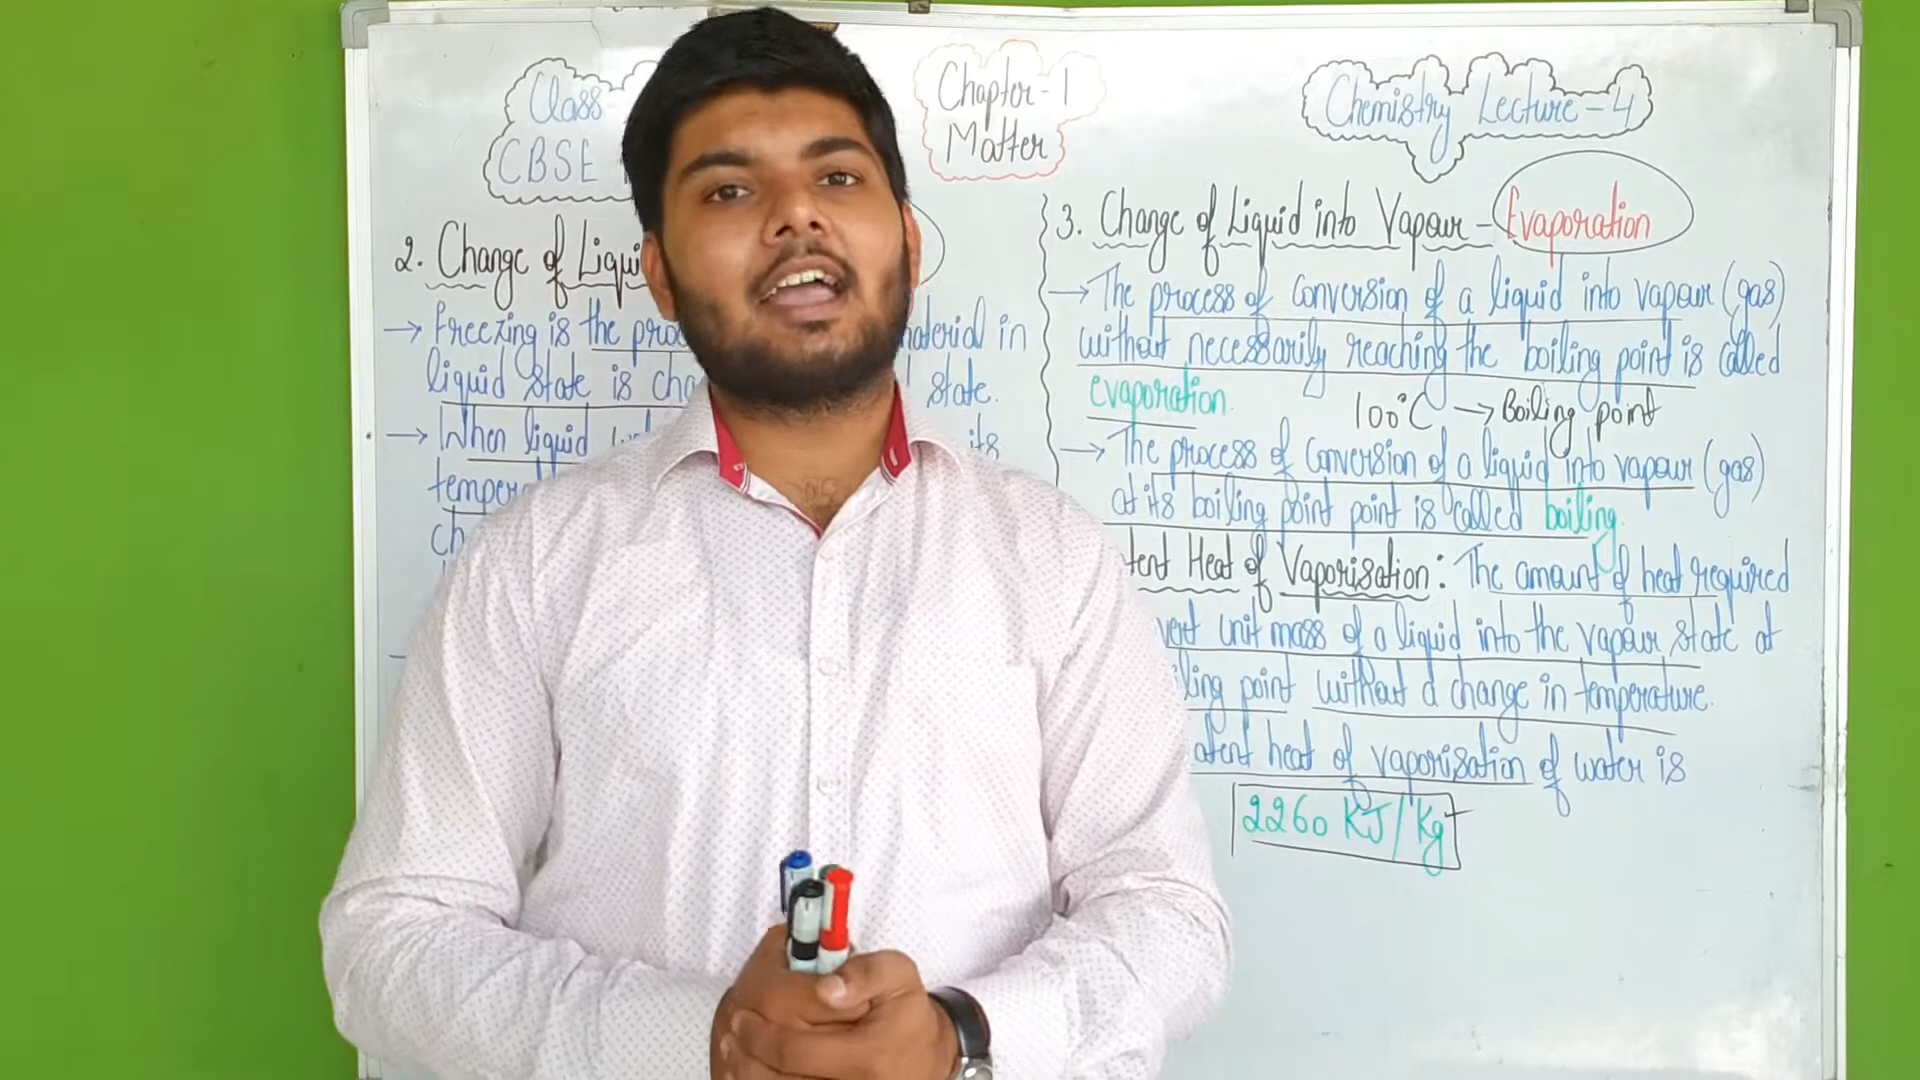 Class
CBSE
Chapter-1
Matter
Chemistry Lecture-4
2. Change of Liqui
→ Freezing is the proc material in
liquid state is cha state.
→ When liquid its
temper
ch
3. Change of Liquid into Vapour - Evaporation
→ The process of conversion of a liquid into vapour (gas)
without necessarily reaching the boiling point is called
evaporation. 100°C → Boiling point
→ The process of conversion of a liquid into vapour (gas)
at its boiling point point is called boiling.
tent Heat of Vaporisation: The amount of heat required
vert unit mass of a liquid into the vapour state at
iling point without a change in temperature.
atent heat of vaporisation of water is
2260 KJ/Kg